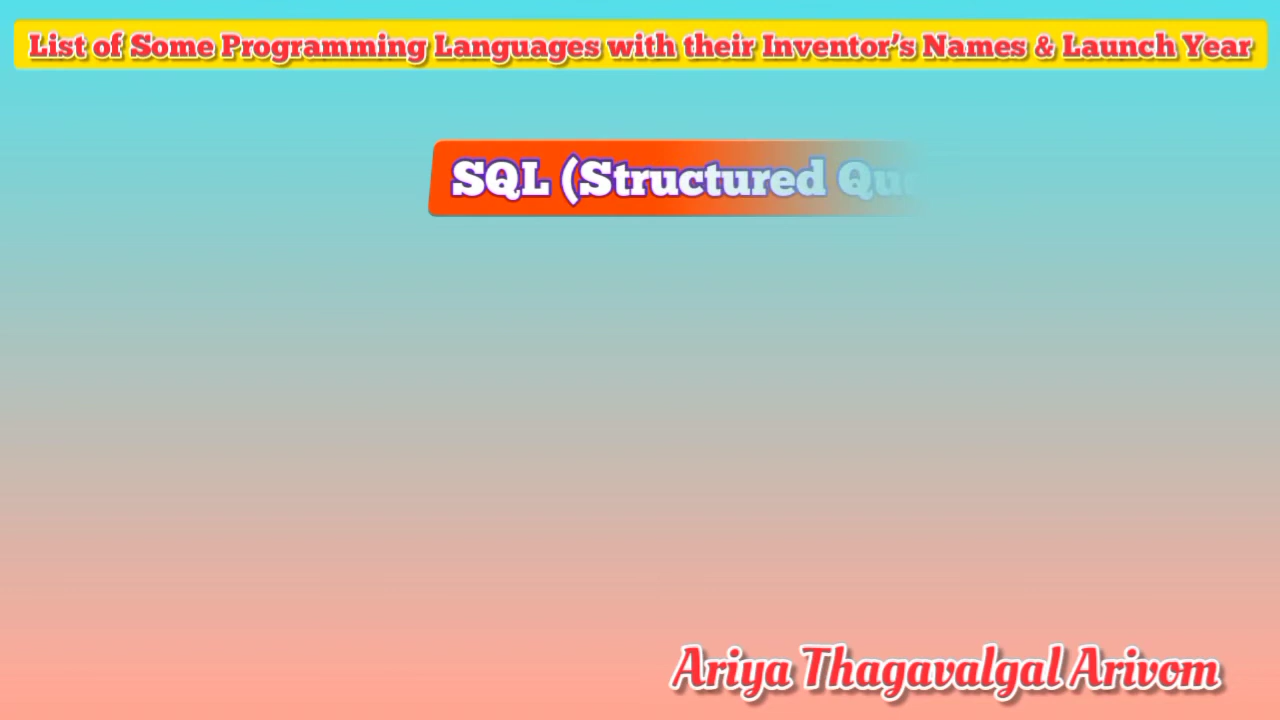 List of Some Programming Languages with their Inventor's Names & Launch Year
SQL (Structured
Ariya Thagavalgal Arivom